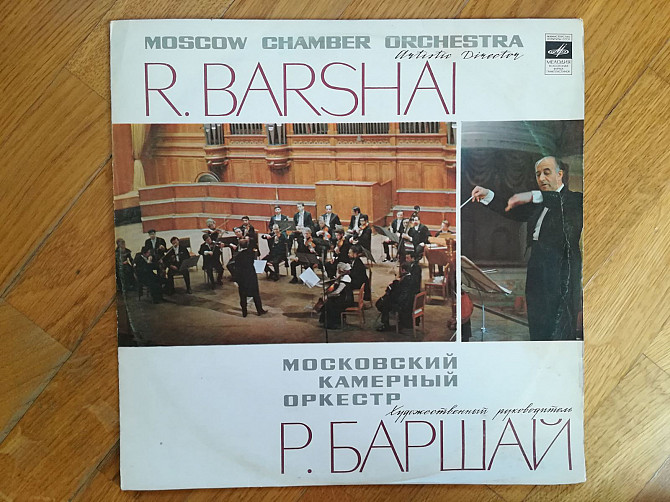 MOSCOW CHAMBER ORCHESTRA
Artistic Director
R. BARSHAI
МЕЛОДИЯ
МОСКОВСКИЙ
КАМЕРНЫЙ
ОРКЕСТР
Художественный руководитель
Р. БАРШАЙ